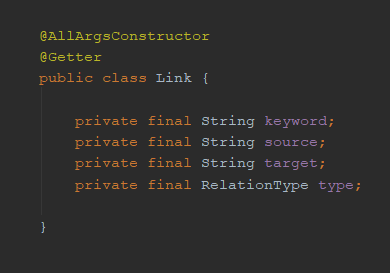 @AllArgsConstructor
@Getter
public class Link {
private final String keyword;
private final String source;
private final String target;
private final RelationType type;
}